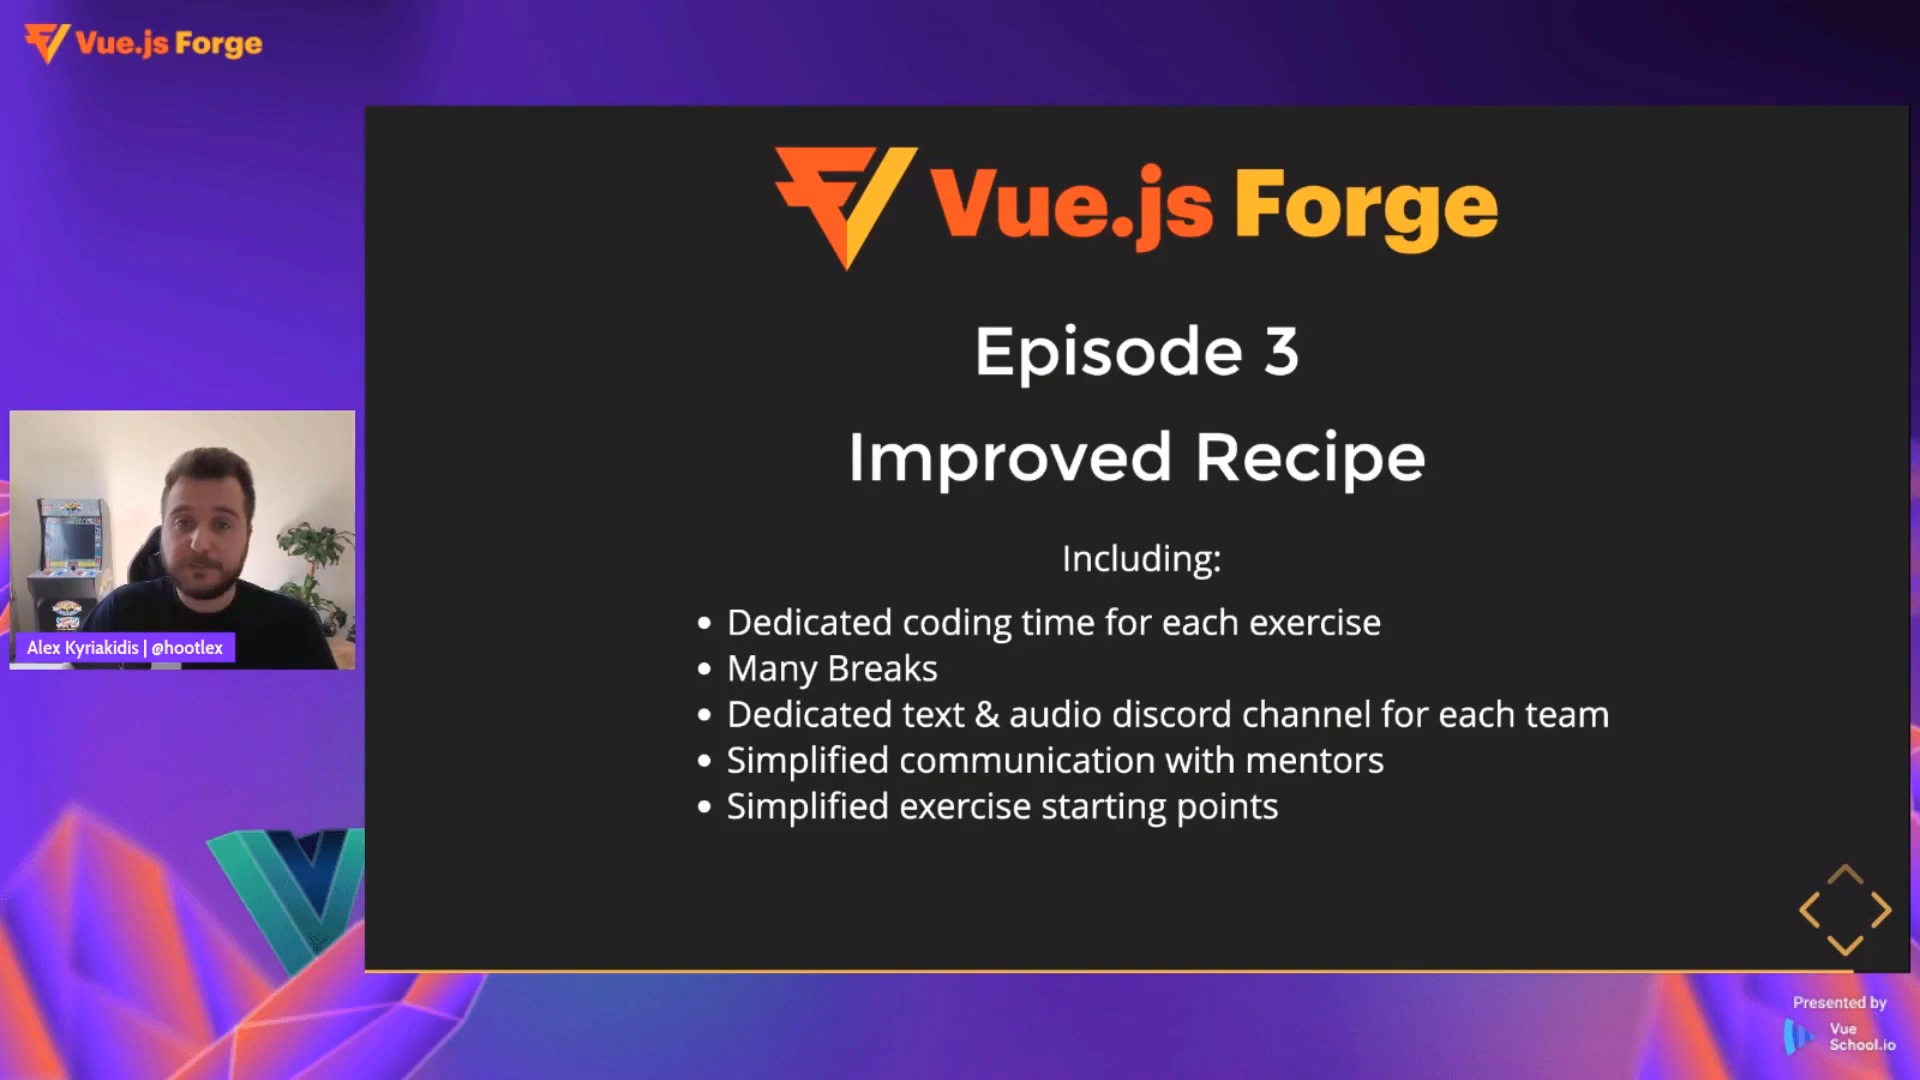 Vue.js Forge
Vue.js Forge
Episode 3
Improved Recipe
Including:
• Dedicated coding time for each exercise
• Many Breaks
• Dedicated text & audio discord channel for each team
• Simplified communication with mentors
• Simplified exercise starting points
Alex Kyriakidis | @hootlex
Presented by
Vue
School.io